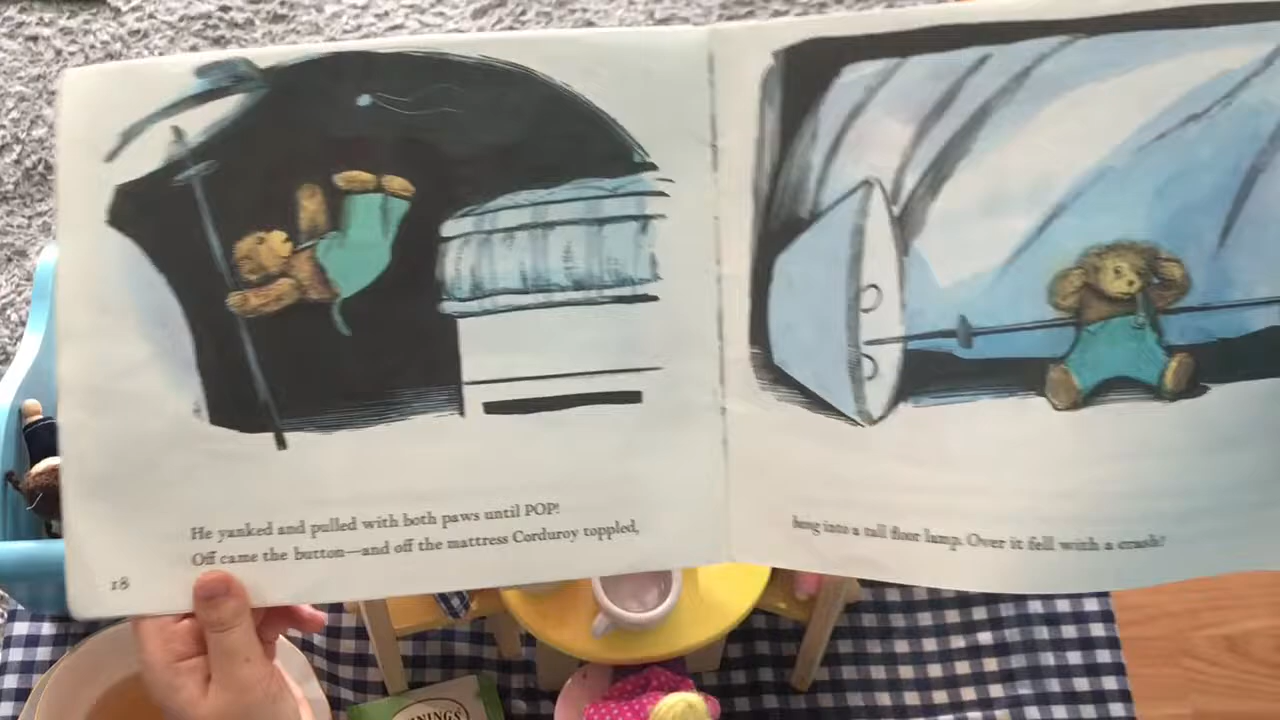 He yanked and pulled with both paws until POP!
Off came the button—and off the mattress Corduroy toppled,
18
bang into a tall floor lamp. Over it fell with a crash!